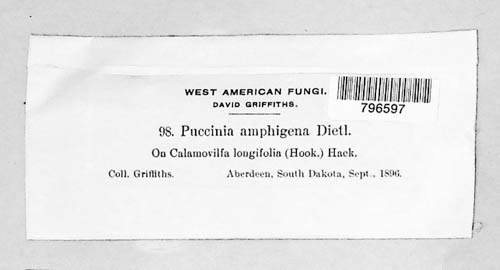 WEST AMERICAN FUNGI.
DAVID GRIFFITHS.
796597
98. Puccinia amphigena Dietl.
On Calamovilfa longifolia (Hook.) Hack.
Coll. Griffiths. Aberdeen, South Dakota, Sept., 1896.